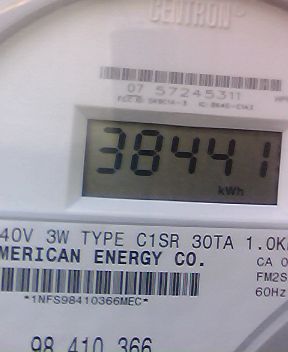 CENTRON®
07 57245311
38441
kWh
40V 3W TYPE C1SR 30TA 1.0K
MERICAN ENERGY CO.
CA 0
FM2S
*1NFS98410366MEC*
60Hz
98 410 366